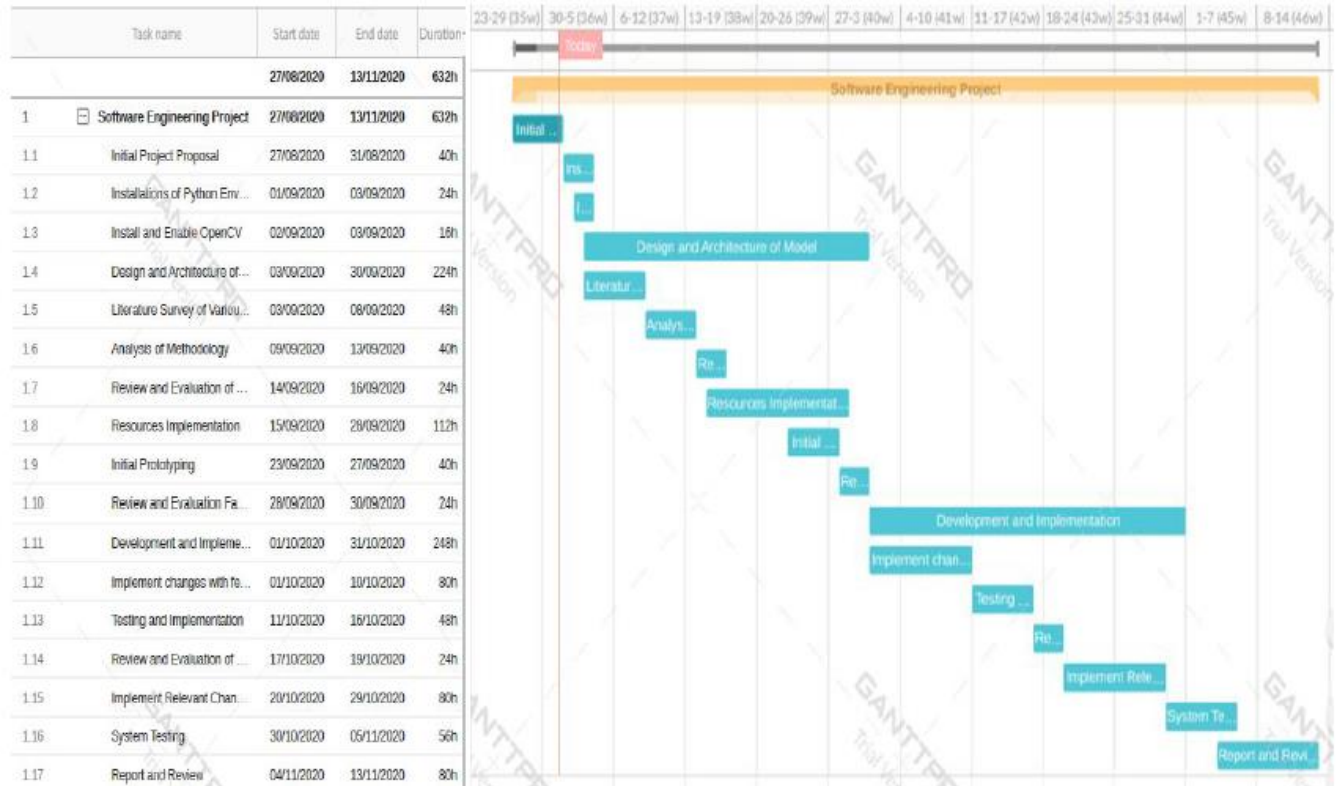 Task name Start date End date Duration 23-29 (35w) 30-5 (36w) 6-12 (37w) 13-19 (38w) 20-26 (39w) 27-3 (40w) 4-10 (41w) 11-17 (42w) 18-24 (43w) 25-31 (44w) 1-7 (45w) 8-14 (46w)
Today
27/08/2020 13/11/2020 632h
Software Engineering Project
1 Software Engineering Project 27/08/2020 13/11/2020 632h
Initial ...
1.1 Initial Project Proposal 27/08/2020 31/08/2020 40h
Ins...
1.2 Installations of Python Env... 01/09/2020 03/09/2020 24h
I...
1.3 Install and Enable OpenCV 02/09/2020 03/09/2020 16h
Design and Architecture of Model
1.4 Design and Architecture of... 03/09/2020 30/09/2020 224h
Literatur...
1.5 Literature Survey of Variou... 03/09/2020 08/09/2020 48h
Analys...
1.6 Analysis of Methodology 09/09/2020 13/09/2020 40h
Re...
1.7 Review and Evaluation of ... 14/09/2020 16/09/2020 24h
Resources Implementat...
1.8 Resources Implementation 15/09/2020 28/09/2020 112h
Initial ...
1.9 Initial Prototyping 23/09/2020 27/09/2020 40h
Re...
1.10 Review and Evaluation Fa... 28/09/2020 30/09/2020 24h
Development and Implementation
1.11 Development and Impleme... 01/10/2020 31/10/2020 248h
Implement chan...
1.12 Implement changes with fe... 01/10/2020 10/10/2020 80h
Testing ...
1.13 Testing and Implementation 11/10/2020 16/10/2020 48h
Re...
1.14 Review and Evaluation of ... 17/10/2020 19/10/2020 24h
Implement Rele...
1.15 Implement Relevant Chan... 20/10/2020 29/10/2020 80h
System Te...
1.16 System Testing 30/10/2020 05/11/2020 56h
Report and Revi...
1.17 Report and Review 04/11/2020 13/11/2020 80h
GANTTPRO
Trial Version